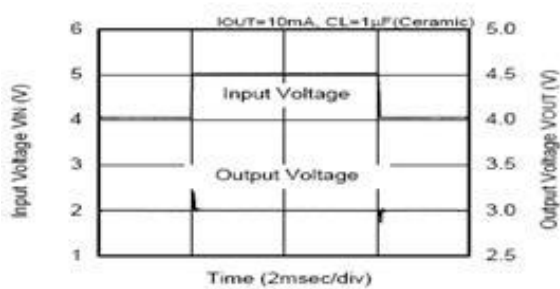 IOUT=10mA, CL=1µF(Ceramic)
6
5
4
3
2
1
Input Voltage VIN (V)
Input Voltage
Output Voltage
5.0
4.5
4.0
3.5
3.0
2.5
Output Voltage VOUT (V)
Time (2msec/div)